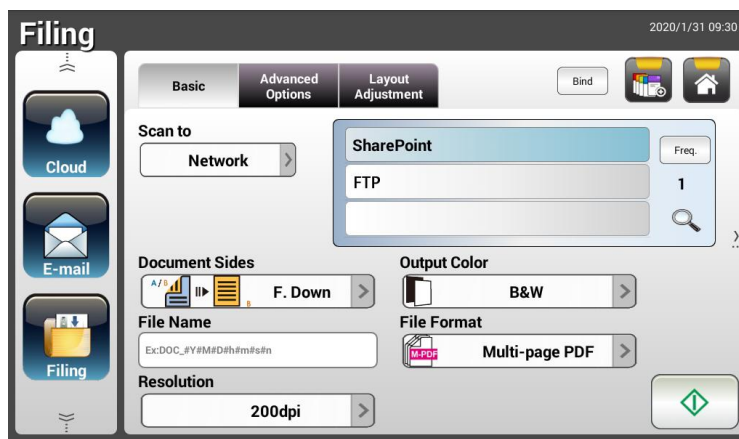 Filing
2020/1/31 09:30
Basic
Advanced
Options
Layout
Adjustment
Bind
Cloud
E-mail
Filing
Scan to
Network
SharePoint
FTP
Freq.
1
Document Sides
A/B
B
F. Down
Output Color
B&W
File Name
Ex:DOC_#Y#M#D#h#m#s#n
File Format
M-PDF
Multi-page PDF
Resolution
200dpi